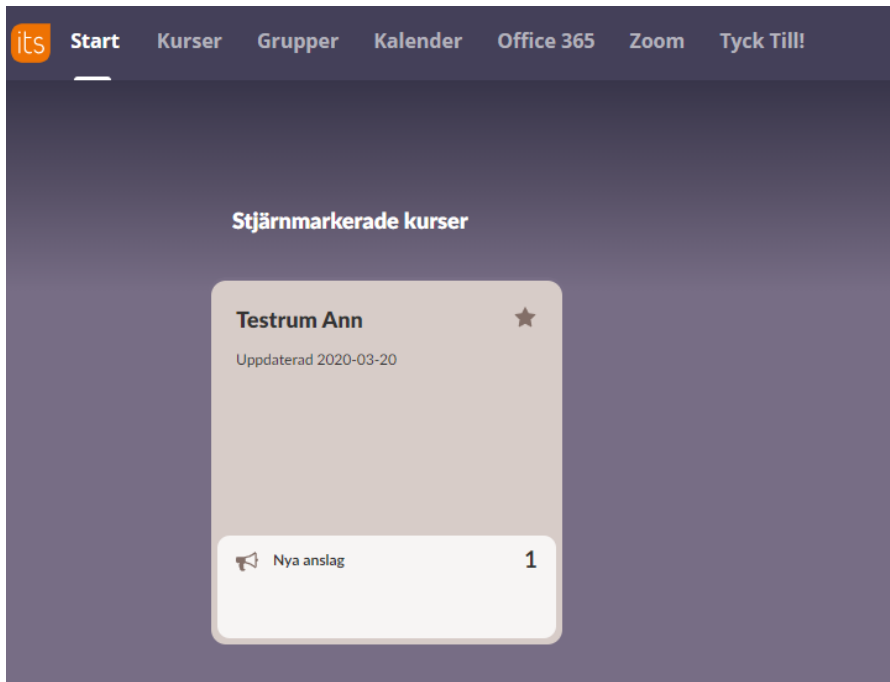 its Start Kurser Grupper Kalender Office 365 Zoom Tyck Till!
Stjärnmarkerade kurser
Testrum Ann
Uppdaterad 2020-03-20
Nya anslag 1